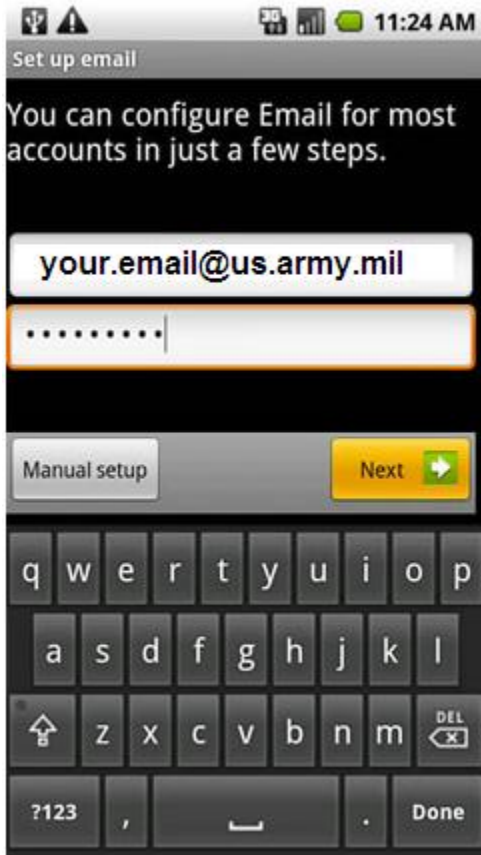 3G 11:24 AM
Set up email
You can configure Email for most
accounts in just a few steps.
your.email@us.army.mil
•••••••••
Manual setup Next
q w e r t y u i o p
a s d f g h j k l
z x c v b n m DEL
?123 , . Done